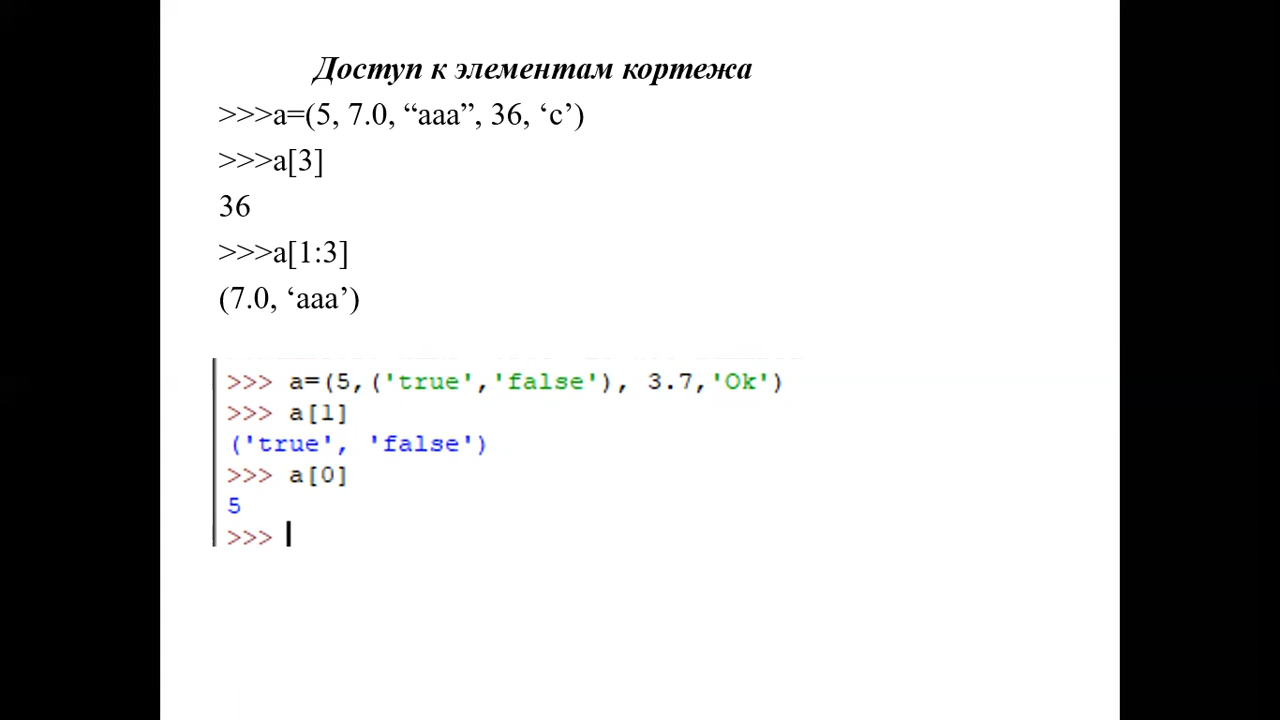 Доступ к элементам кортежа
>>>a=(5, 7.0, “aaa”, 36, ‘c’)
>>>a[3]
36
>>>a[1:3]
(7.0, ‘aaa’)
>>> a=(5,('true','false'), 3.7,'Ok')
>>> a[1]
('true', 'false')
>>> a[0]
5
>>>